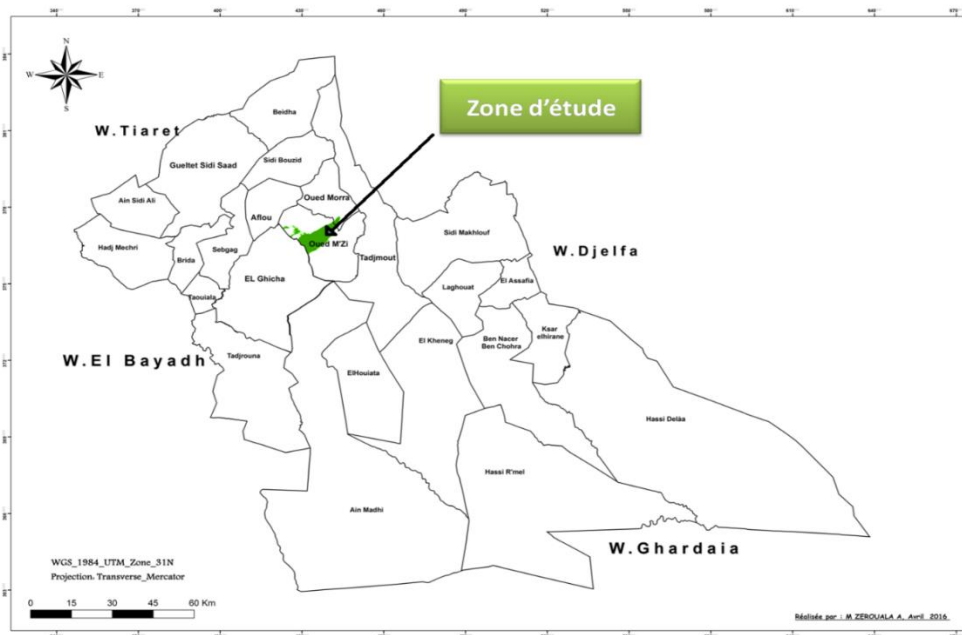 N
W E
S
Zone d'étude
W.Tiaret
Beidha
Gueltet Sidi Saad
Sidi Bouzid
Ain Sidi Ali
Aflou
Oued Morra
Hadj Mechri
Brida
Sebgag
Oued M'Zi
Tadjmout
Sidi Makhlouf
W.Djelfa
EL Ghicha
Taouiala
Laghouat
El Assafia
W.El Bayadh
Tadjrouna
ElHouiata
El Kheneg
Ben Nacer
Ben Chohra
Ksar
elhirane
Hassi Delâa
Hassi R'mel
Ain Madhi
W.Ghardaia
WGS_1984_UTM_Zone_31N
Projection. Transverse_Mercator
0 15 30 45 60 Km
Réalisée par : M ZEROUALA A, Avril 2016